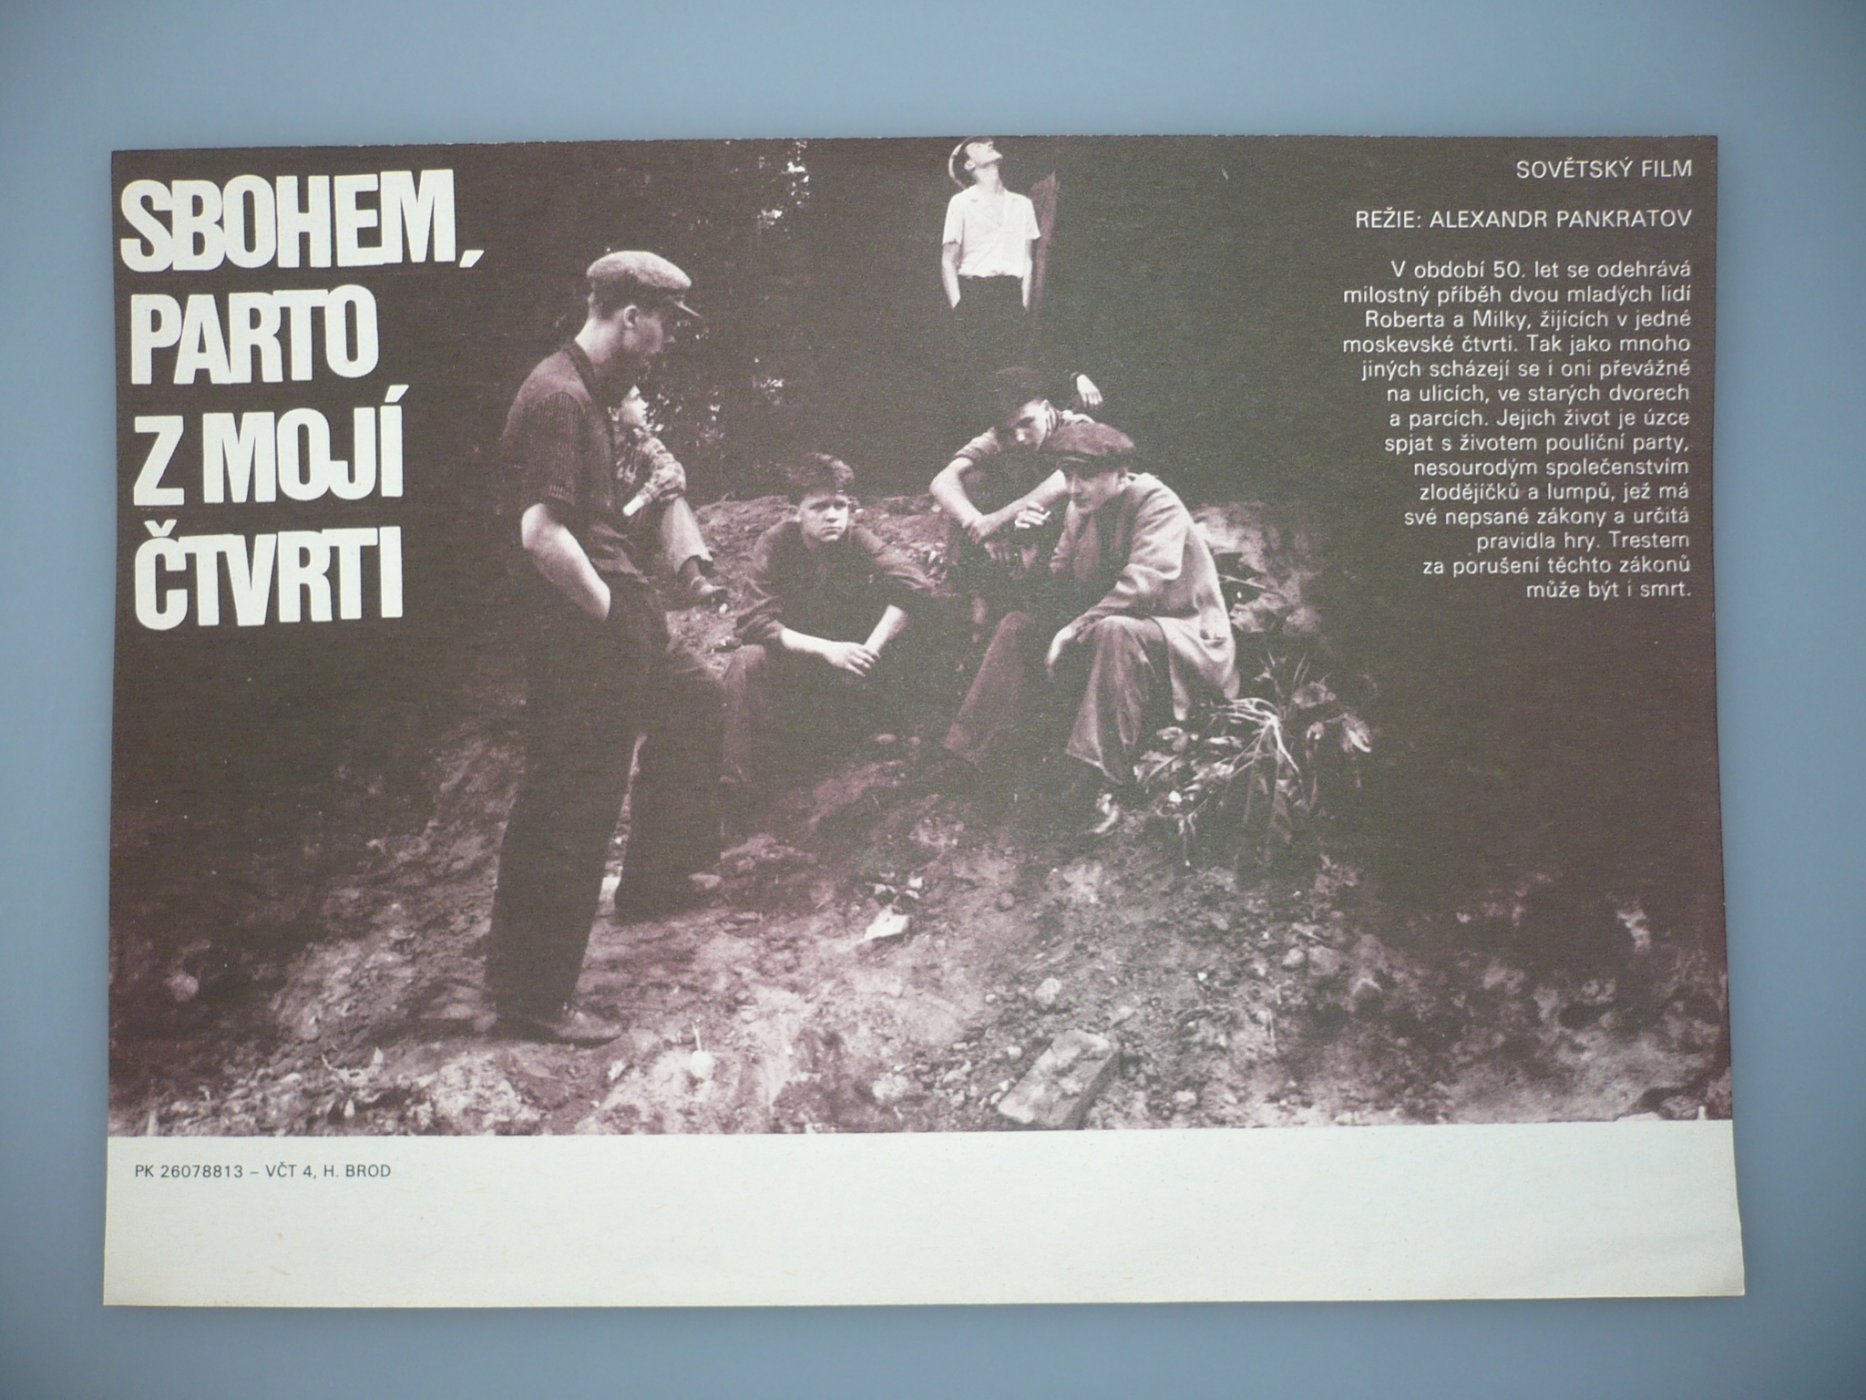 SBOHEM,
PARTO
Z MOJÍ
ČTVRTI
SOVĚTSKÝ FILM
REŽIE: ALEXANDR PANKRATOV
V období 50. let se odehrává
milostný příběh dvou mladých lidí
Roberta a Milky, žijících v jedné
moskevské čtvrti. Tak jako mnoho
jiných scházejí se i oni převážně
na ulicích, ve starých dvorech
a parcích. Jejich život je úzce
spjat s životem pouliční party,
nesourodým společenstvím
zlodějíčků a lumpů, jež má
své nepsané zákony a určitá
pravidla hry. Trestem
za porušení těchto zákonů
může být i smrt.
PK 26078813 – VČT 4, H. BROD